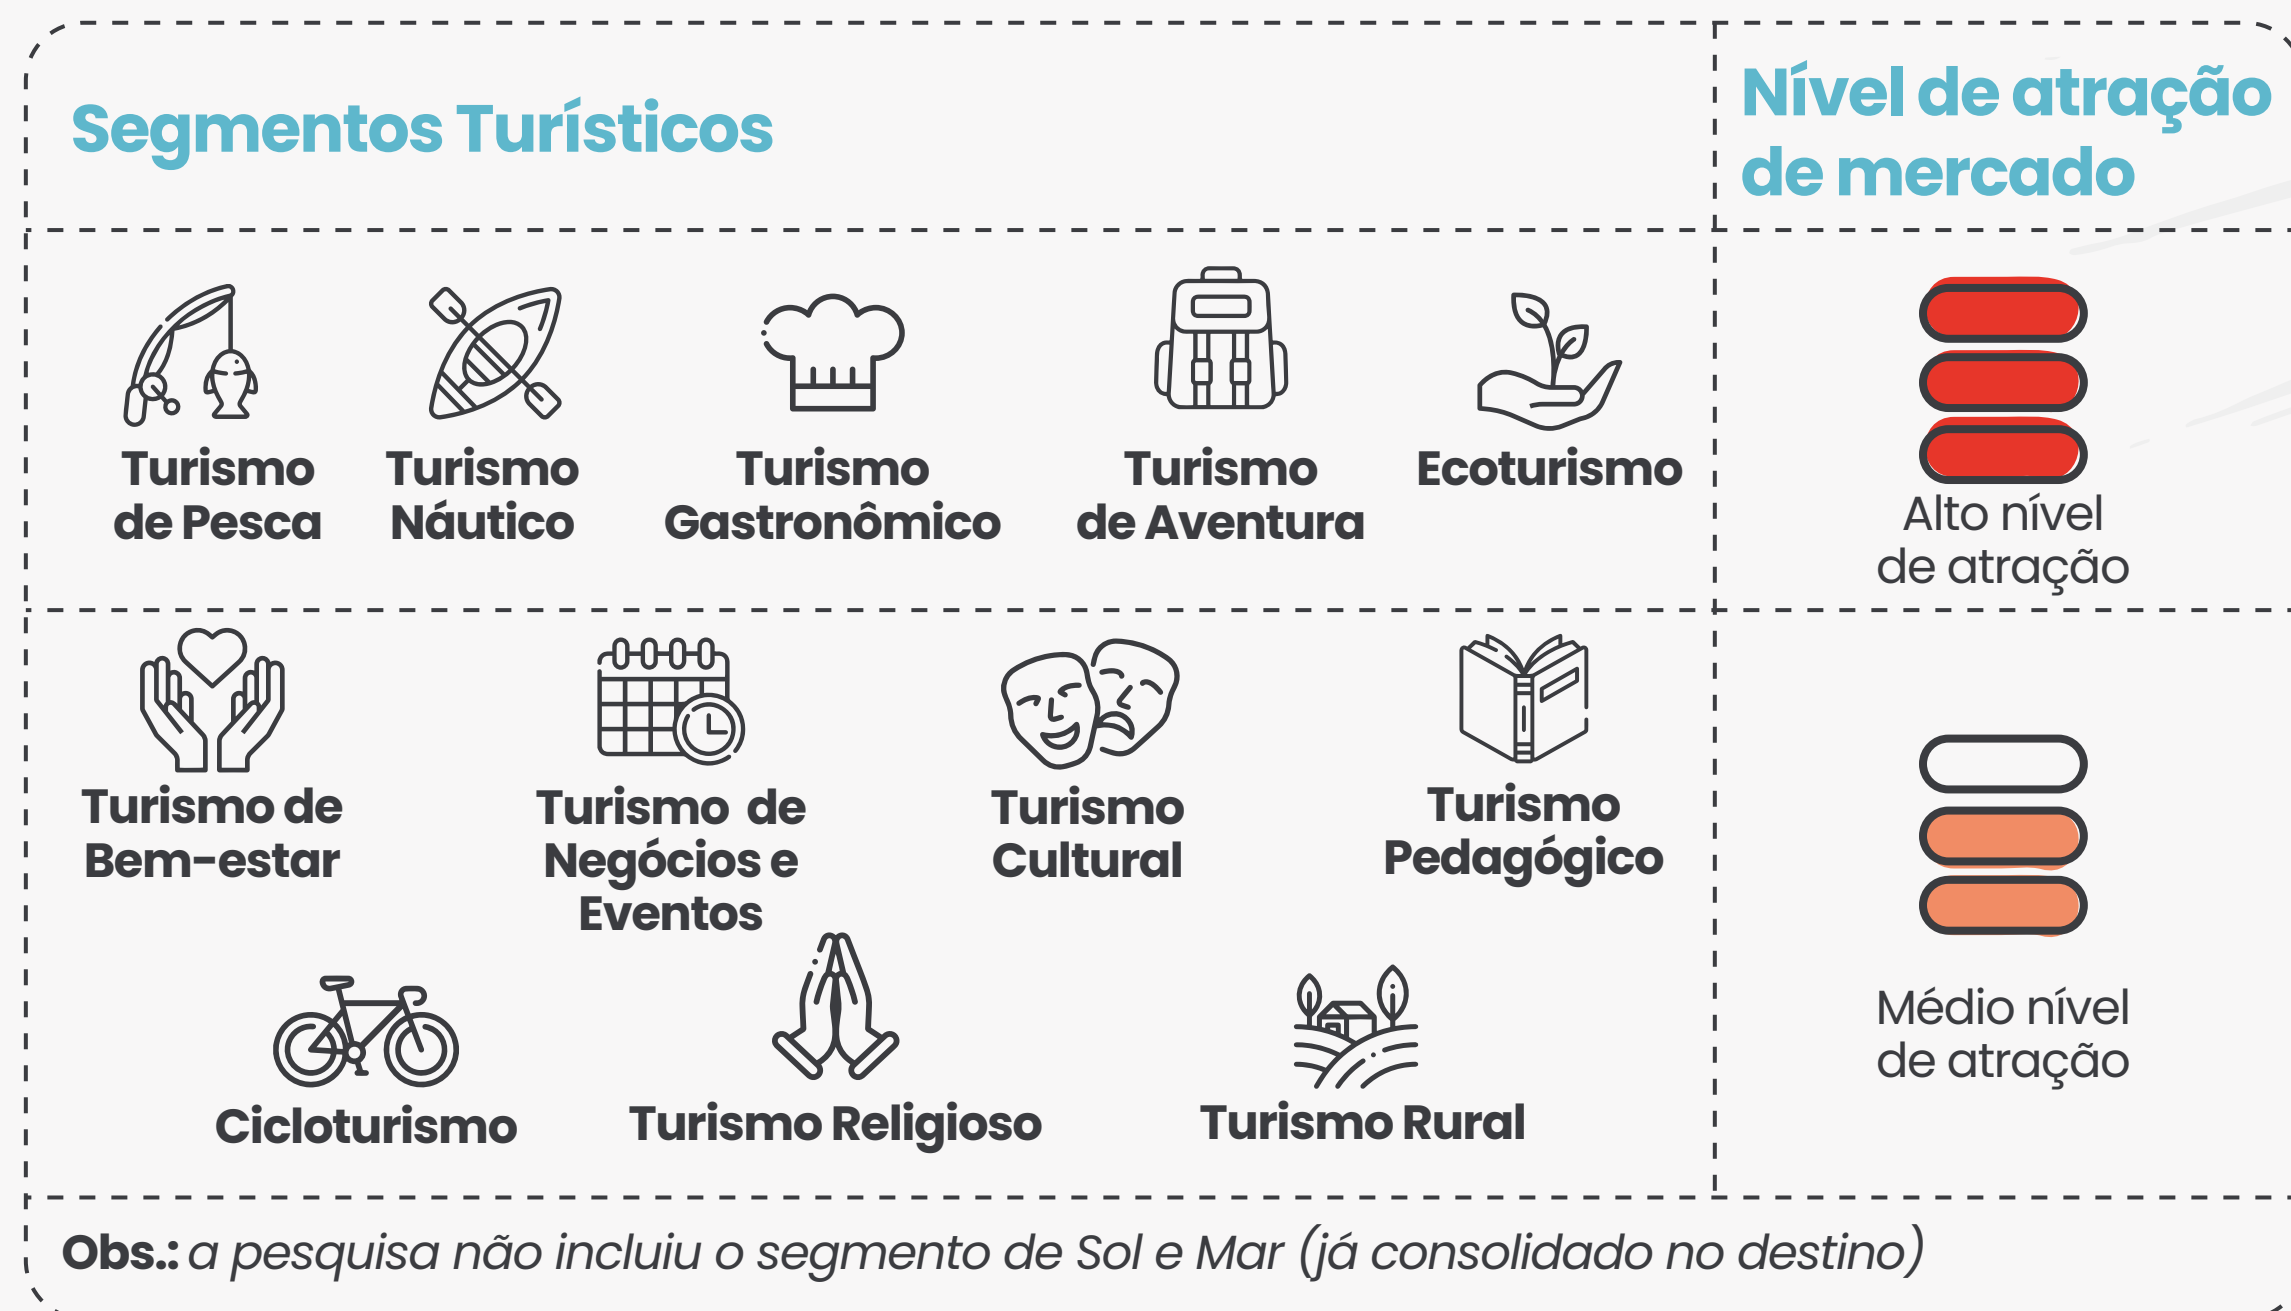 Segmentos Turísticos
Nível de atração
de mercado
Turismo
de Pesca
Turismo
Náutico
Turismo
Gastronômico
Turismo
de Aventura
Ecoturismo
Alto nível
de atração
Turismo de
Bem-estar
Turismo de
Negócios e
Eventos
Turismo
Cultural
Turismo
Pedagógico
Cicloturismo
Turismo Religioso
Turismo Rural
Médio nível
de atração
Obs.: a pesquisa não incluiu o segmento de Sol e Mar (já consolidado no destino)